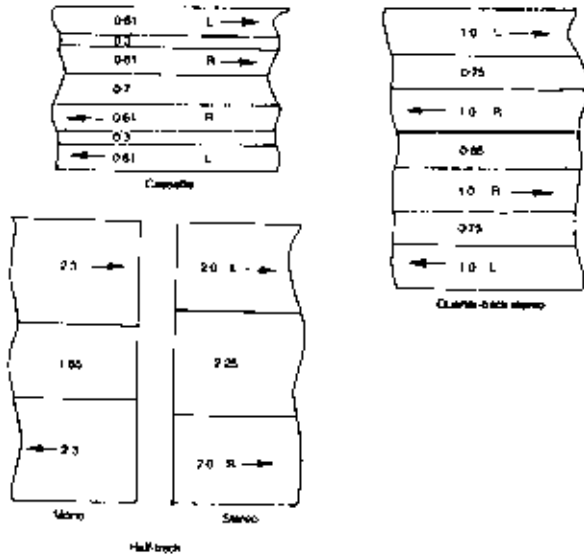 0·61 L
0·3
0·61 R
0·7
0·61 R
0·3
0·61 L
Cassette
1·0 L
0·75
1·0 R
0·65
1·0 R
0·75
1·0 L
Quarter-track stereo
2·3
1·65
2·3
Mono
2·0 L
2·25
2·0 R
Stereo
Half-track